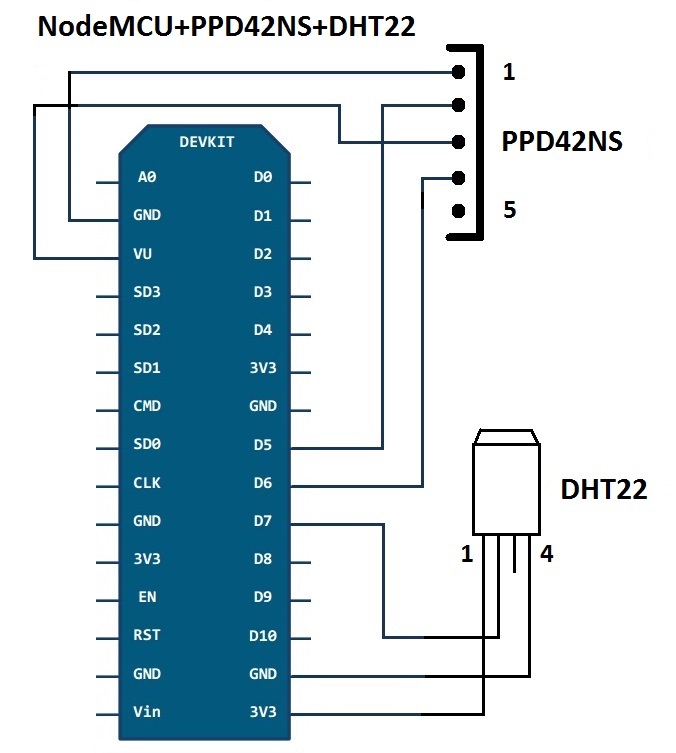 NodeMCU+PPD42NS+DHT22
1
PPD42NS
5
DEVKIT
A0 D0
GND D1
VU D2
SD3 D3
SD2 D4
SD1 3V3
CMD GND
SD0 D5
CLK D6
GND D7
3V3 D8
EN D9
RST D10
GND GND
Vin 3V3
DHT22
1 4